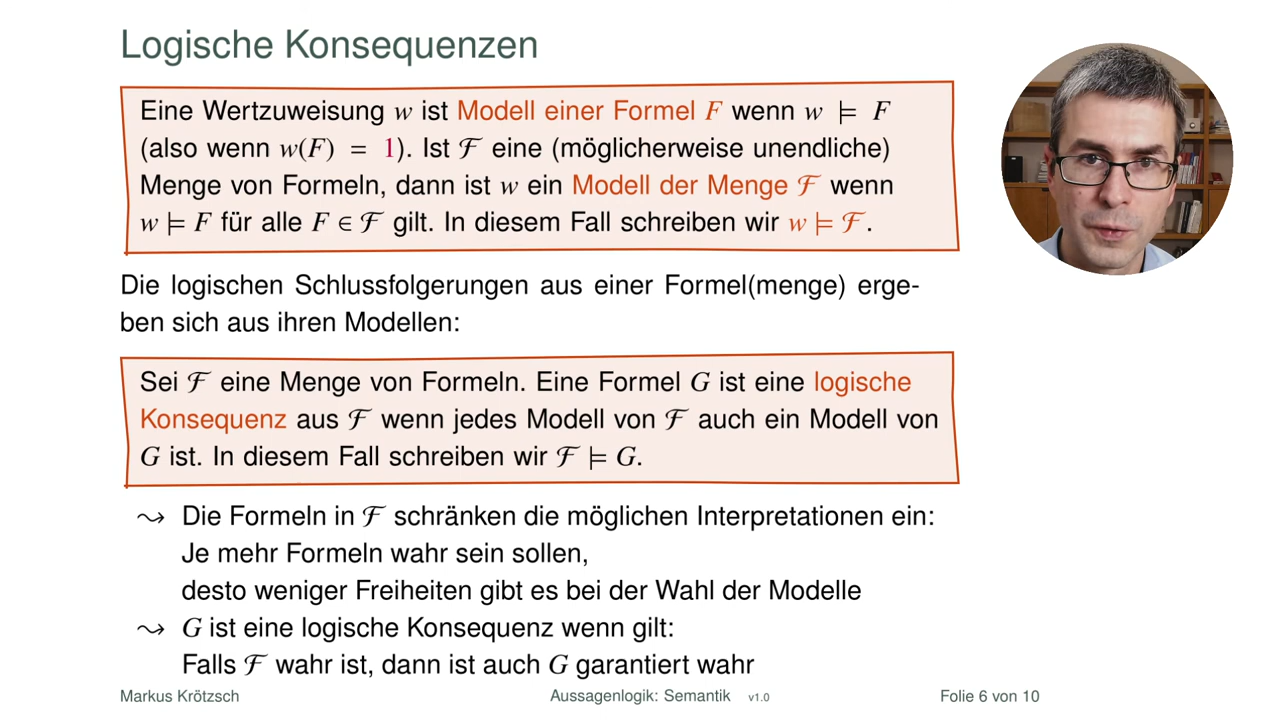 Logische Konsequenzen
Eine Wertzuweisung w ist Modell einer Formel F wenn w ⊨ F
(also wenn w(F) = 1). Ist ℱ eine (möglicherweise unendliche)
Menge von Formeln, dann ist w ein Modell der Menge ℱ wenn
w ⊨ F für alle F ∈ ℱ gilt. In diesem Fall schreiben wir w ⊨ ℱ.
Die logischen Schlussfolgerungen aus einer Formel(menge) erge-
ben sich aus ihren Modellen:
Sei ℱ eine Menge von Formeln. Eine Formel G ist eine logische
Konsequenz aus ℱ wenn jedes Modell von ℱ auch ein Modell von
G ist. In diesem Fall schreiben wir ℱ ⊨ G.
⇝ Die Formeln in ℱ schränken die möglichen Interpretationen ein:
Je mehr Formeln wahr sein sollen,
desto weniger Freiheiten gibt es bei der Wahl der Modelle
⇝ G ist eine logische Konsequenz wenn gilt:
Falls ℱ wahr ist, dann ist auch G garantiert wahr
Markus Krötzsch Aussagenlogik: Semantik v1.0 Folie 6 von 10